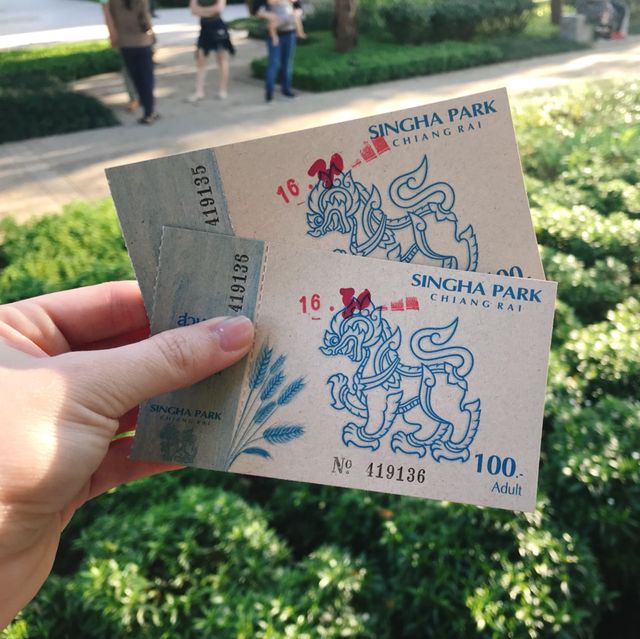 SINGHA PARK
CHIANG RAI
16.
419135
100.-
SINGHA PARK
CHIANG RAI
16.
419136
SINGHA PARK
CHIANG RAI
Nº 419136
100.-
Adult